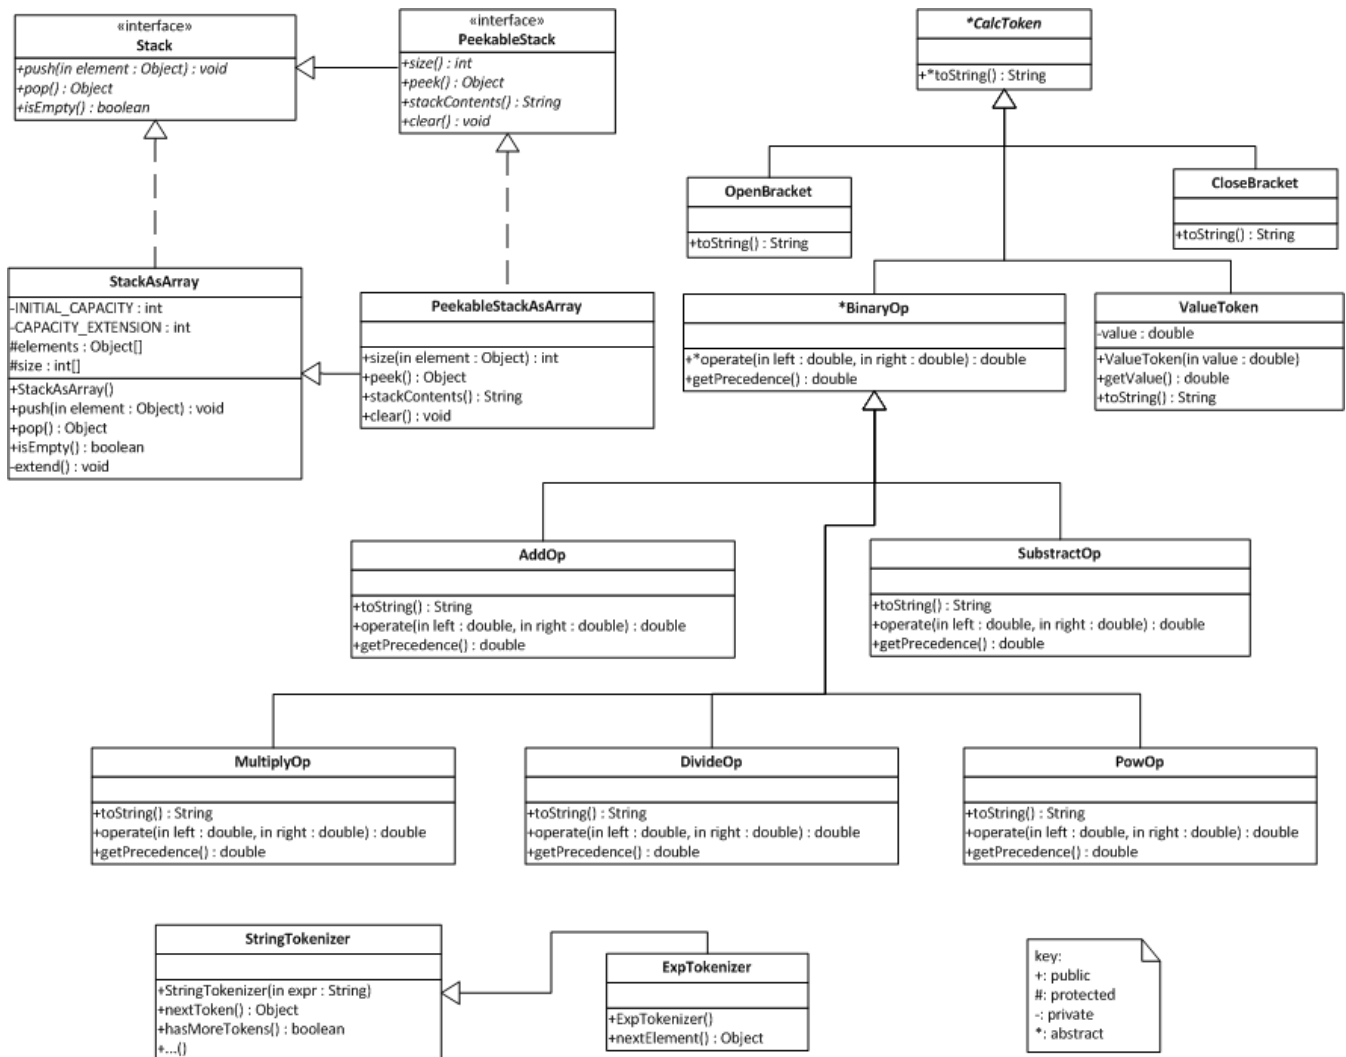 «interface»
Stack
+push(in element : Object) : void
+pop() : Object
+isEmpty() : boolean
«interface»
PeekableStack
+size() : int
+peek() : Object
+stackContents() : String
+clear() : void
*CalcToken
+*toString() : String
OpenBracket
+toString() : String
CloseBracket
+toString() : String
StackAsArray
-INITIAL_CAPACITY : int
-CAPACITY_EXTENSION : int
#elements : Object[]
#size : int[]
+StackAsArray()
+push(in element : Object) : void
+pop() : Object
+isEmpty() : boolean
-extend() : void
PeekableStackAsArray
+size(in element : Object) : int
+peek() : Object
+stackContents() : String
+clear() : void
*BinaryOp
+*operate(in left : double, in right : double) : double
+getPrecedence() : double
ValueToken
-value : double
+ValueToken(in value : double)
+getValue() : double
+toString() : String
AddOp
+toString() : String
+operate(in left : double, in right : double) : double
+getPrecedence() : double
SubstractOp
+toString() : String
+operate(in left : double, in right : double) : double
+getPrecedence() : double
MultiplyOp
+toString() : String
+operate(in left : double, in right : double) : double
+getPrecedence() : double
DivideOp
+toString() : String
+operate(in left : double, in right : double) : double
+getPrecedence() : double
PowOp
+toString() : String
+operate(in left : double, in right : double) : double
+getPrecedence() : double
StringTokenizer
+StringTokenizer(in expr : String)
+nextToken() : Object
+hasMoreTokens() : boolean
+...()
ExpTokenizer
+ExpTokenizer()
+nextElement() : Object
key:
+: public
#: protected
-: private
*: abstract